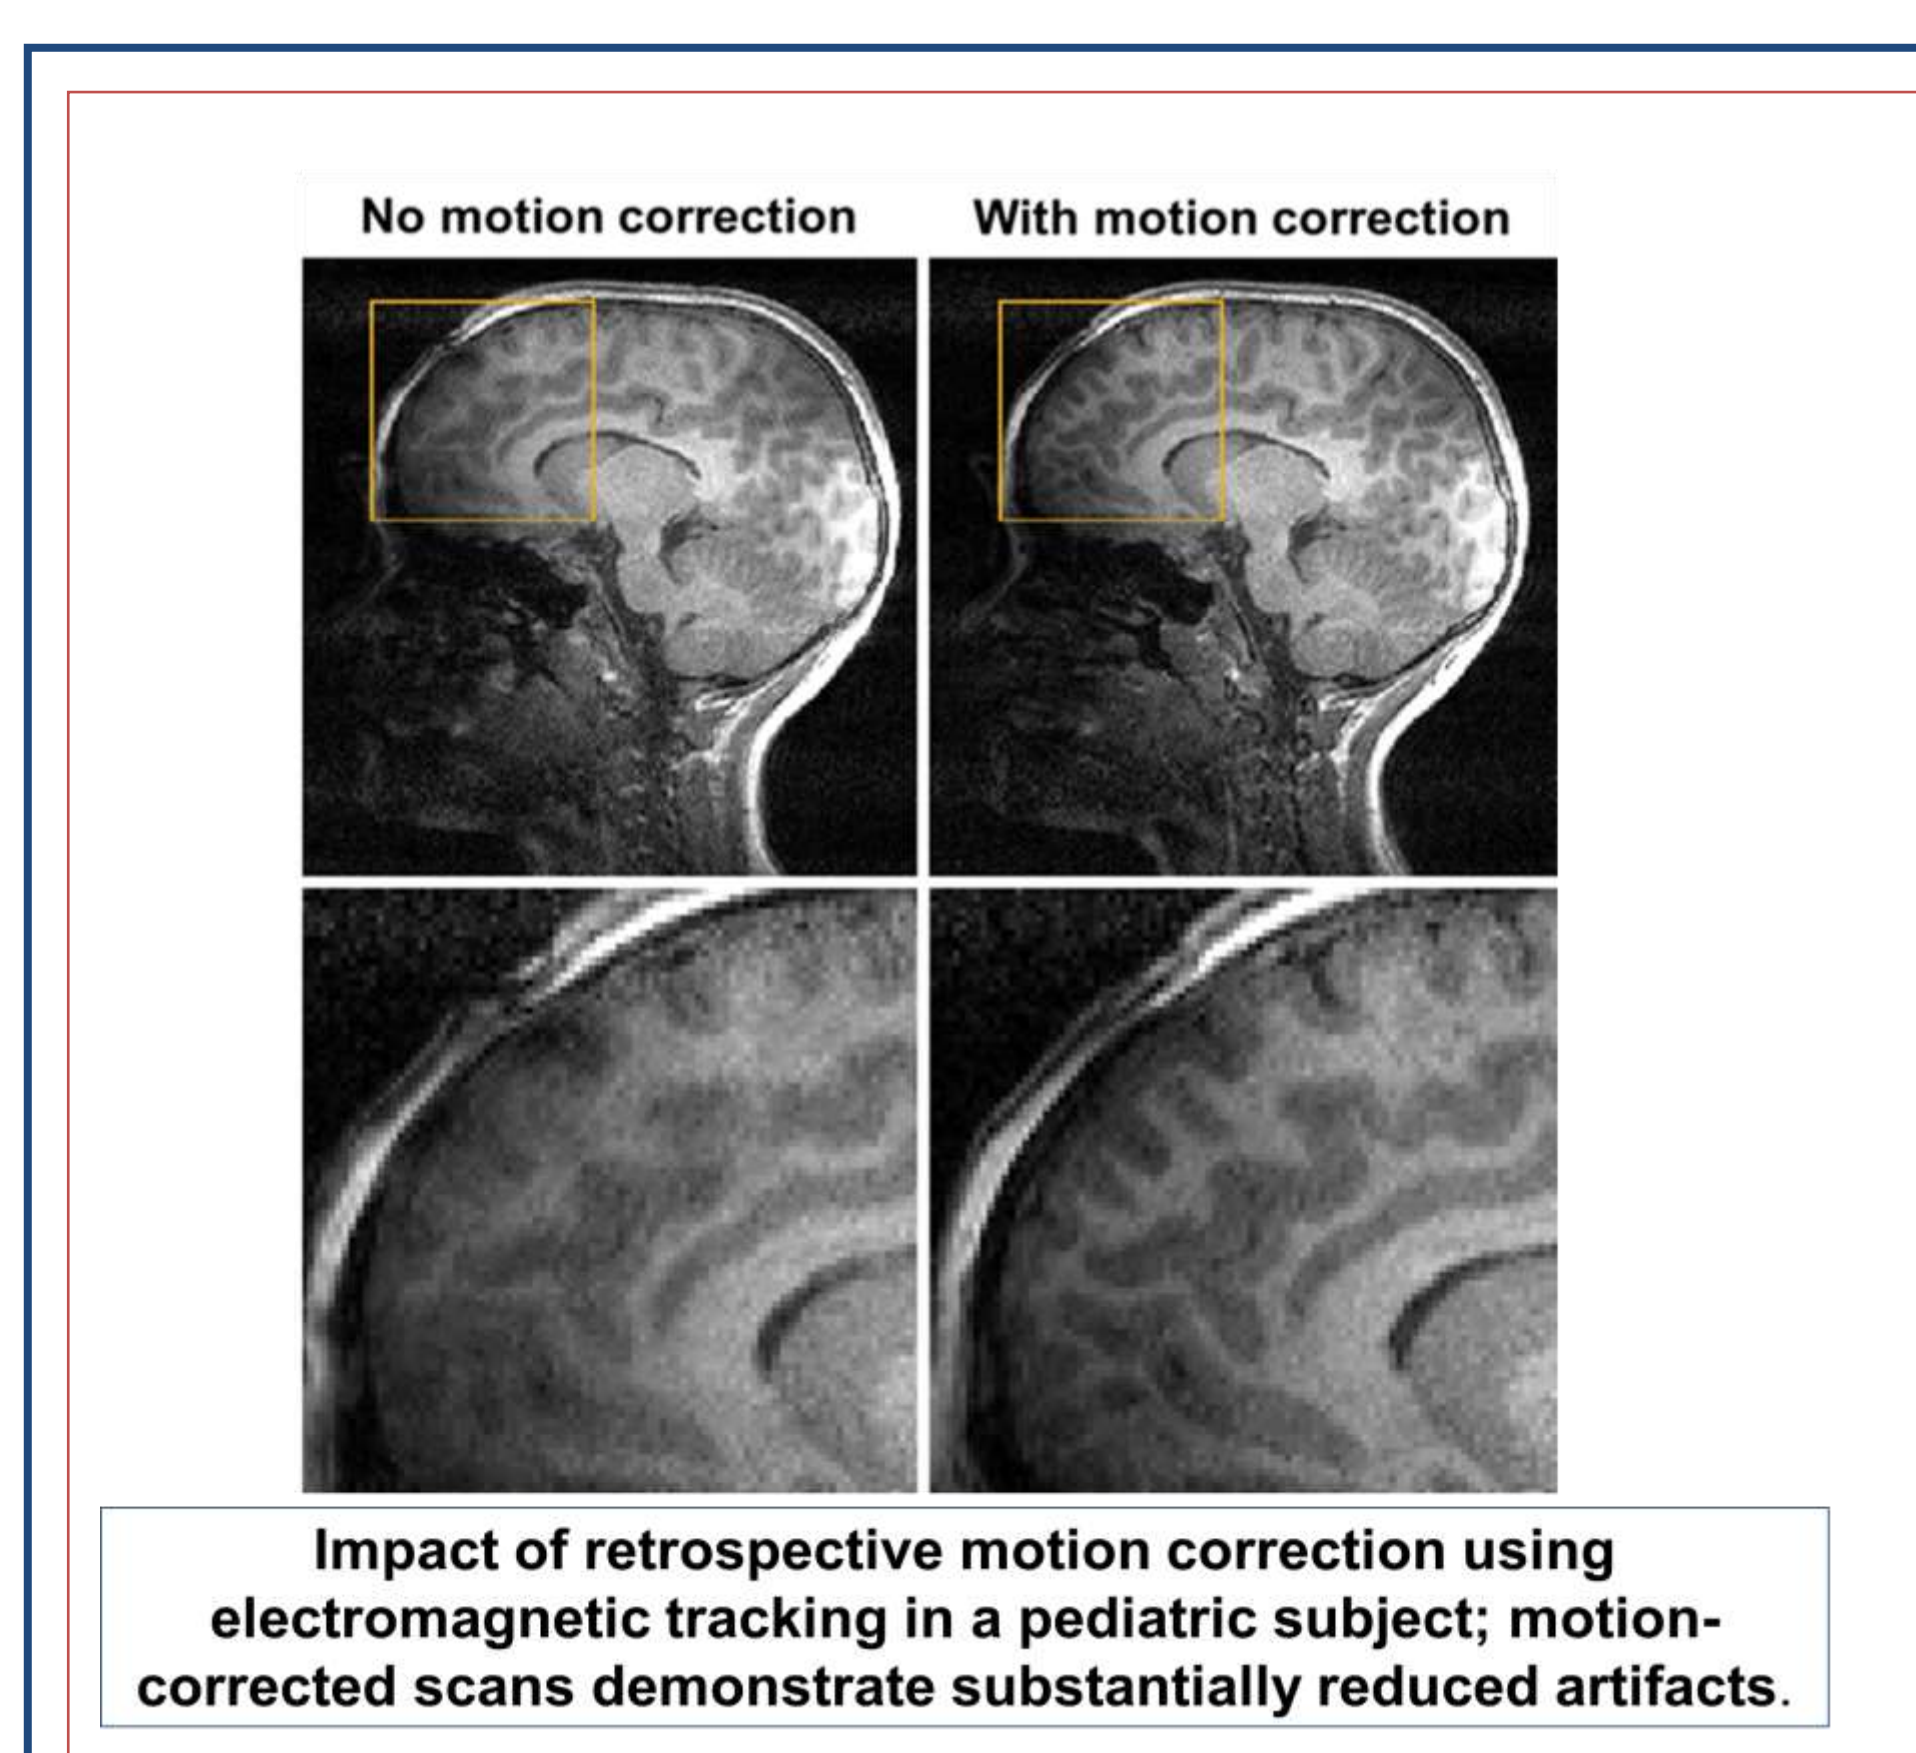 No motion correction
With motion correction
Impact of retrospective motion correction using
electromagnetic tracking in a pediatric subject; motion-
corrected scans demonstrate substantially reduced artifacts.